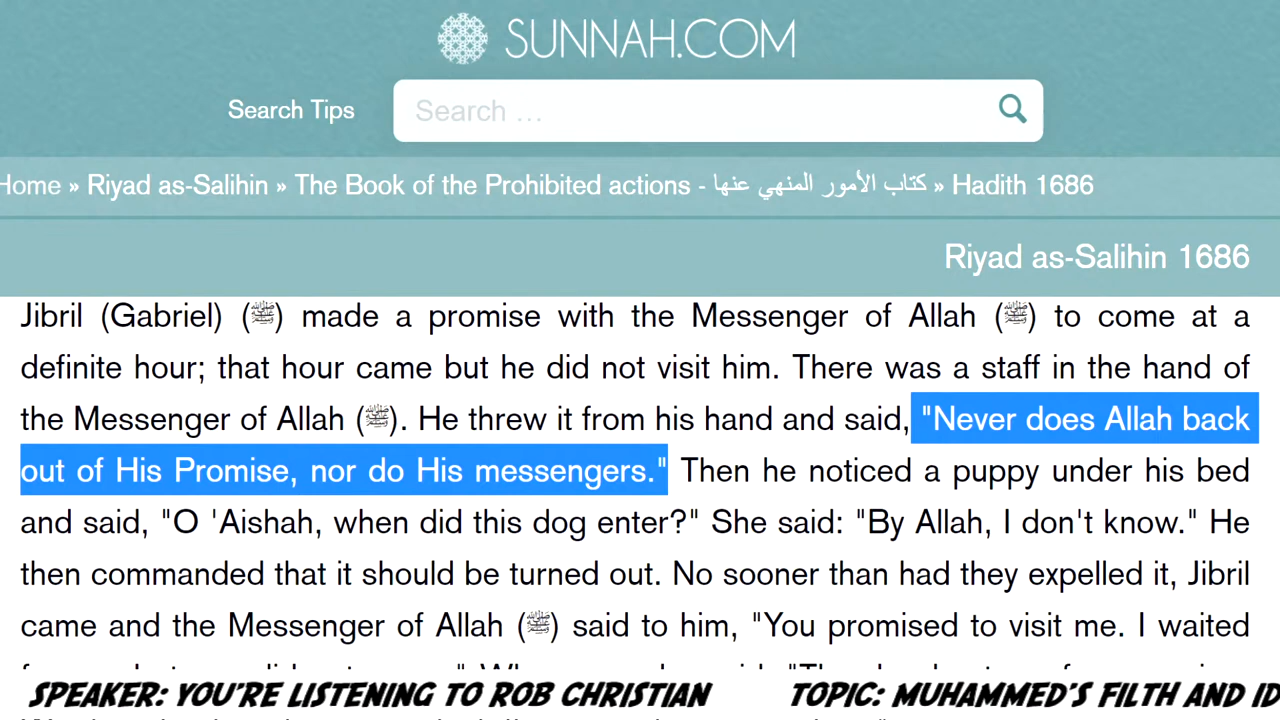 SUNNAH.COM
Search Tips
Search ...
Home » Riyad as-Salihin » The Book of the Prohibited actions - كتاب الأمور المنهي عنها » Hadith 1686
Riyad as-Salihin 1686
Jibril (Gabriel) (ﷺ) made a promise with the Messenger of Allah (ﷺ) to come at a
definite hour; that hour came but he did not visit him. There was a staff in the hand of
the Messenger of Allah (ﷺ). He threw it from his hand and said, "Never does Allah back
out of His Promise, nor do His messengers." Then he noticed a puppy under his bed
and said, "O 'Aishah, when did this dog enter?" She said: "By Allah, I don't know." He
then commanded that it should be turned out. No sooner than had they expelled it, Jibril
came and the Messenger of Allah (ﷺ) said to him, "You promised to visit me. I waited
SPEAKER: YOU'RE LISTENING TO ROB CHRISTIAN TOPIC: MUHAMMED'S FILTH AND ID